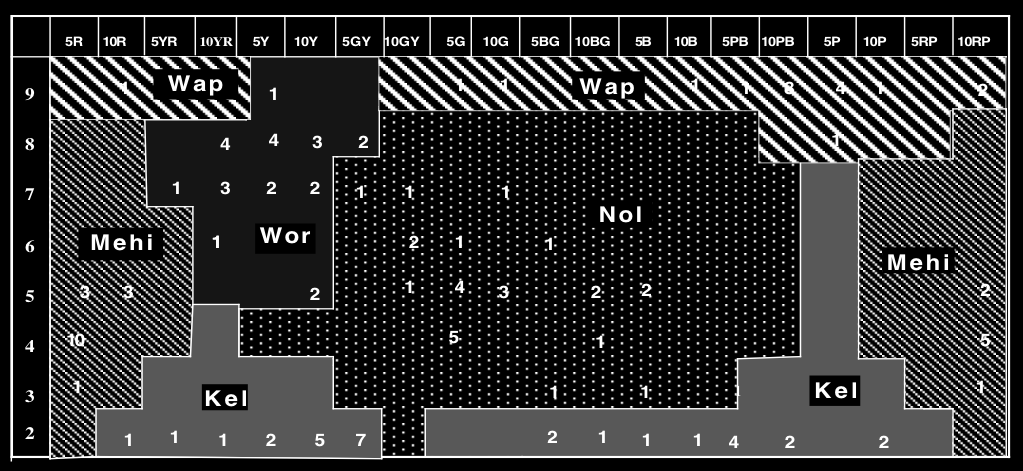 5R 10R 5YR 10YR 5Y 10Y 5GY 10GY 5G 10G 5BG 10BG 5B 10B 5PB 10PB 5P 10P 5RP 10RP
9 1 Wap 1 1 1 Wap 1 1 8 4 1 2
8 4 4 3 2 1
7 1 3 2 2 1 1 1
Nol
6 Mehi 1 Wor 2 1 1
Mehi
5 3 3 2 1 4 3 2 2 2
4 10 5 1 5
3 1 Kel 1 1 Kel 1
2 1 1 1 2 5 7 2 1 1 1 4 2 2